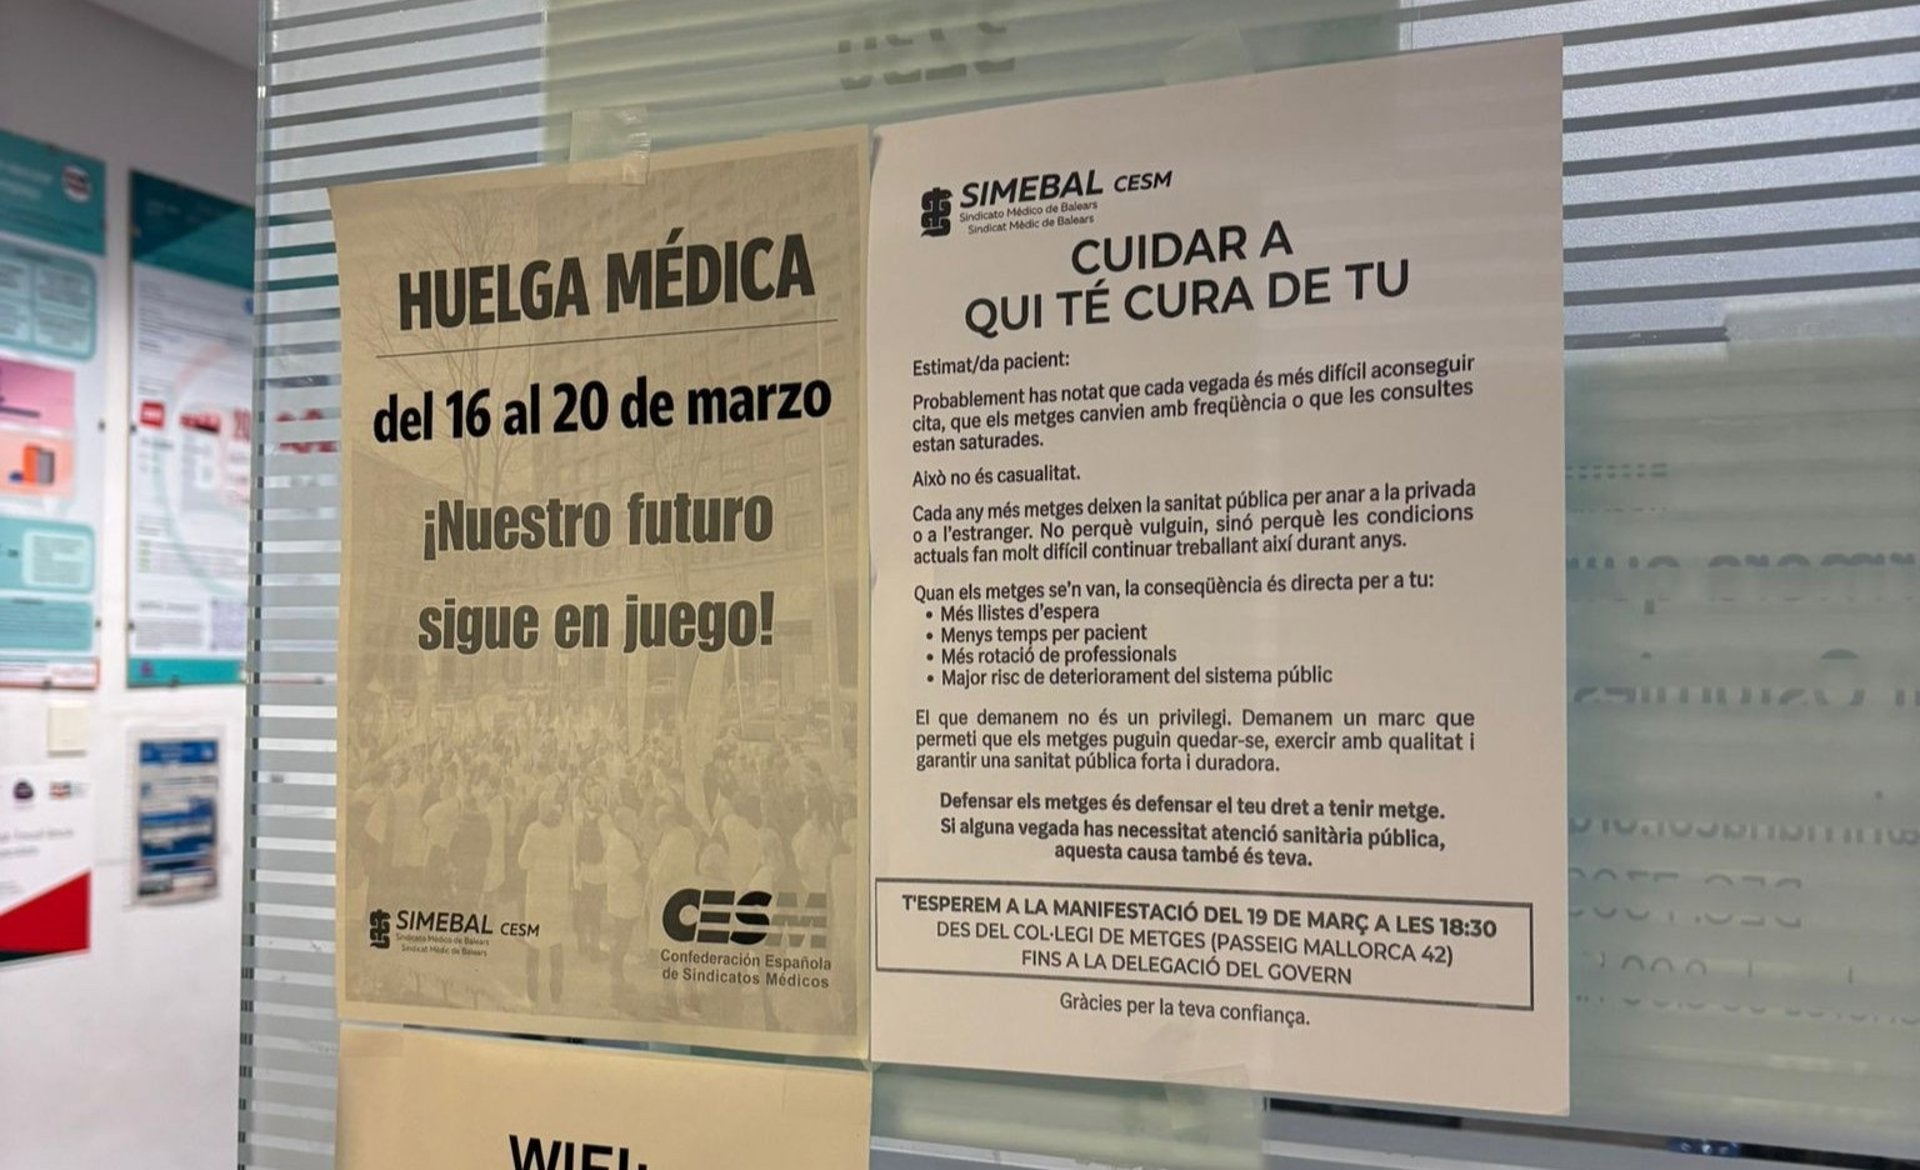 HUELGA MÉDICA
del 16 al 20 de marzo
¡Nuestro futuro
sigue en juego!
SIMEBAL CESM
Sindicato Médico de Balears
Sindicat Mèdic de Balears
CESM
Confederación Española
de Sindicatos Médicos
WIFI:
SIMEBAL CESM
Sindicato Médico de Balears
Sindicat Mèdic de Balears
CUIDAR A
QUI TÉ CURA DE TU
Estimat/da pacient:
Probablement has notat que cada vegada és més difícil aconseguir
cita, que els metges canvien amb freqüència o que les consultes
estan saturades.
Això no és casualitat.
Cada any més metges deixen la sanitat pública per anar a la privada
o a l'estranger. No perquè vulguin, sinó perquè les condicions
actuals fan molt difícil continuar treballant així durant anys.
Quan els metges se'n van, la conseqüència és directa per a tu:
• Més llistes d'espera
• Menys temps per pacient
• Més rotació de professionals
• Major risc de deteriorament del sistema públic
El que demanem no és un privilegi. Demanem un marc que
permeti que els metges puguin quedar-se, exercir amb qualitat i
garantir una sanitat pública forta i duradora.
Defensar els metges és defensar el teu dret a tenir metge.
Si alguna vegada has necessitat atenció sanitària pública,
aquesta causa també és teva.
T'ESPEREM A LA MANIFESTACIÓ DEL 19 DE MARÇ A LES 18:30
DES DEL COL·LEGI DE METGES (PASSEIG MALLORCA 42)
FINS A LA DELEGACIÓ DEL GOVERN
Gràcies per la teva confiança.